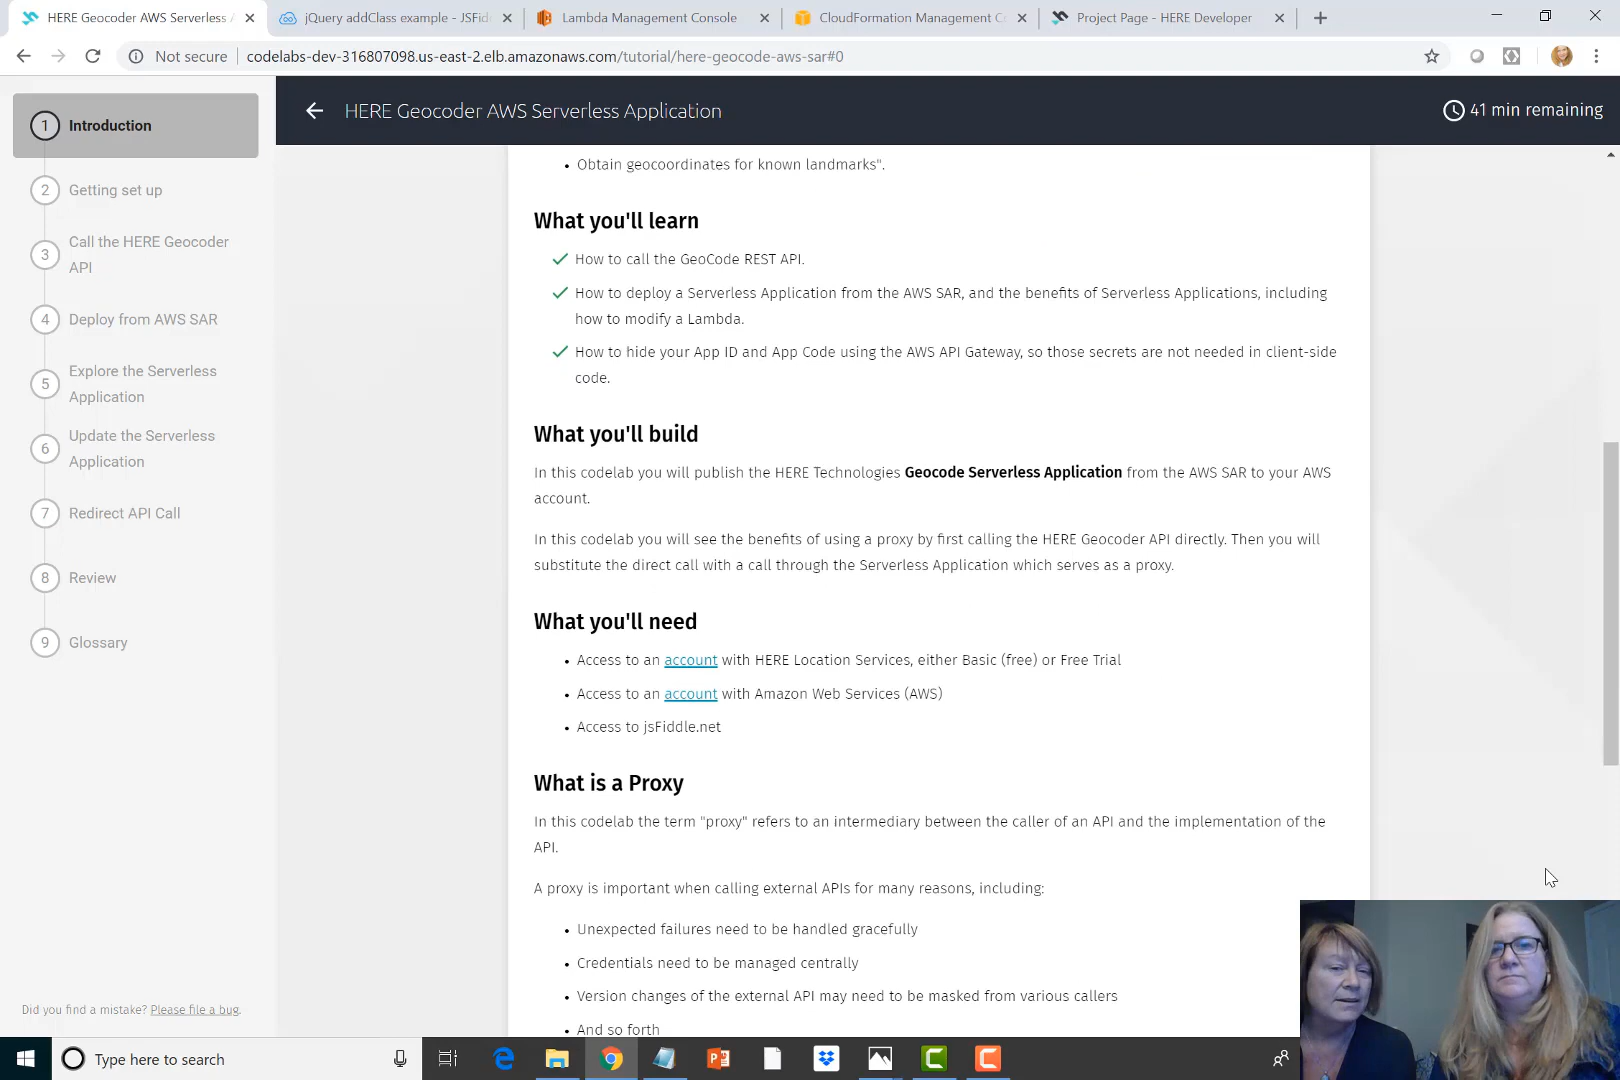 HERE Geocoder AWS Serverless A
jQuery addClass example - JSFid
Lambda Management Console
CloudFormation Management C
Project Page - HERE Developer
Not secure
codelabs-dev-316807098.us-east-2.elb.amazonaws.com/tutorial/here-geocode-aws-sar#0
HERE Geocoder AWS Serverless Application
41 min remaining
1 Introduction
2 Getting set up
3 Call the HERE Geocoder
API
4 Deploy from AWS SAR
5 Explore the Serverless
Application
6 Update the Serverless
Application
7 Redirect API Call
8 Review
9 Glossary
Did you find a mistake? Please file a bug.
• Obtain geocoordinates for known landmarks".
What you'll learn
How to call the GeoCode REST API.
How to deploy a Serverless Application from the AWS SAR, and the benefits of Serverless Applications, including
how to modify a Lambda.
How to hide your App ID and App Code using the AWS API Gateway, so those secrets are not needed in client-side
code.
What you'll build
In this codelab you will publish the HERE Technologies Geocode Serverless Application from the AWS SAR to your AWS
account.
In this codelab you will see the benefits of using a proxy by first calling the HERE Geocoder API directly. Then you will
substitute the direct call with a call through the Serverless Application which serves as a proxy.
What you'll need
• Access to an account with HERE Location Services, either Basic (free) or Free Trial
• Access to an account with Amazon Web Services (AWS)
• Access to jsFiddle.net
What is a Proxy
In this codelab the term "proxy" refers to an intermediary between the caller of an API and the implementation of the
API.
A proxy is important when calling external APIs for many reasons, including:
• Unexpected failures need to be handled gracefully
• Credentials need to be managed centrally
• Version changes of the external API may need to be masked from various callers
• And so forth
Type here to search